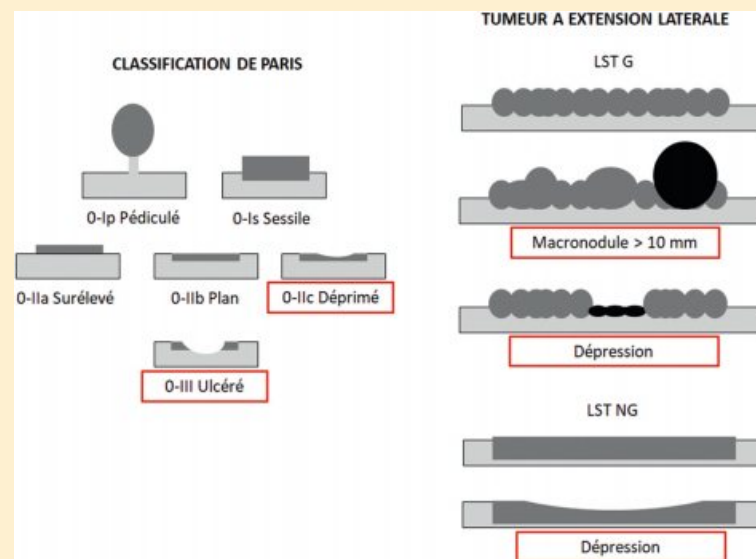 CLASSIFICATION DE PARIS
0-Ip Pédiculé
0-Is Sessile
0-IIa Surélevé
0-IIb Plan
0-IIc Déprimé
0-III Ulcéré
TUMEUR A EXTENSION LATERALE
LST G
Macronodule > 10 mm
Dépression
LST NG
Dépression